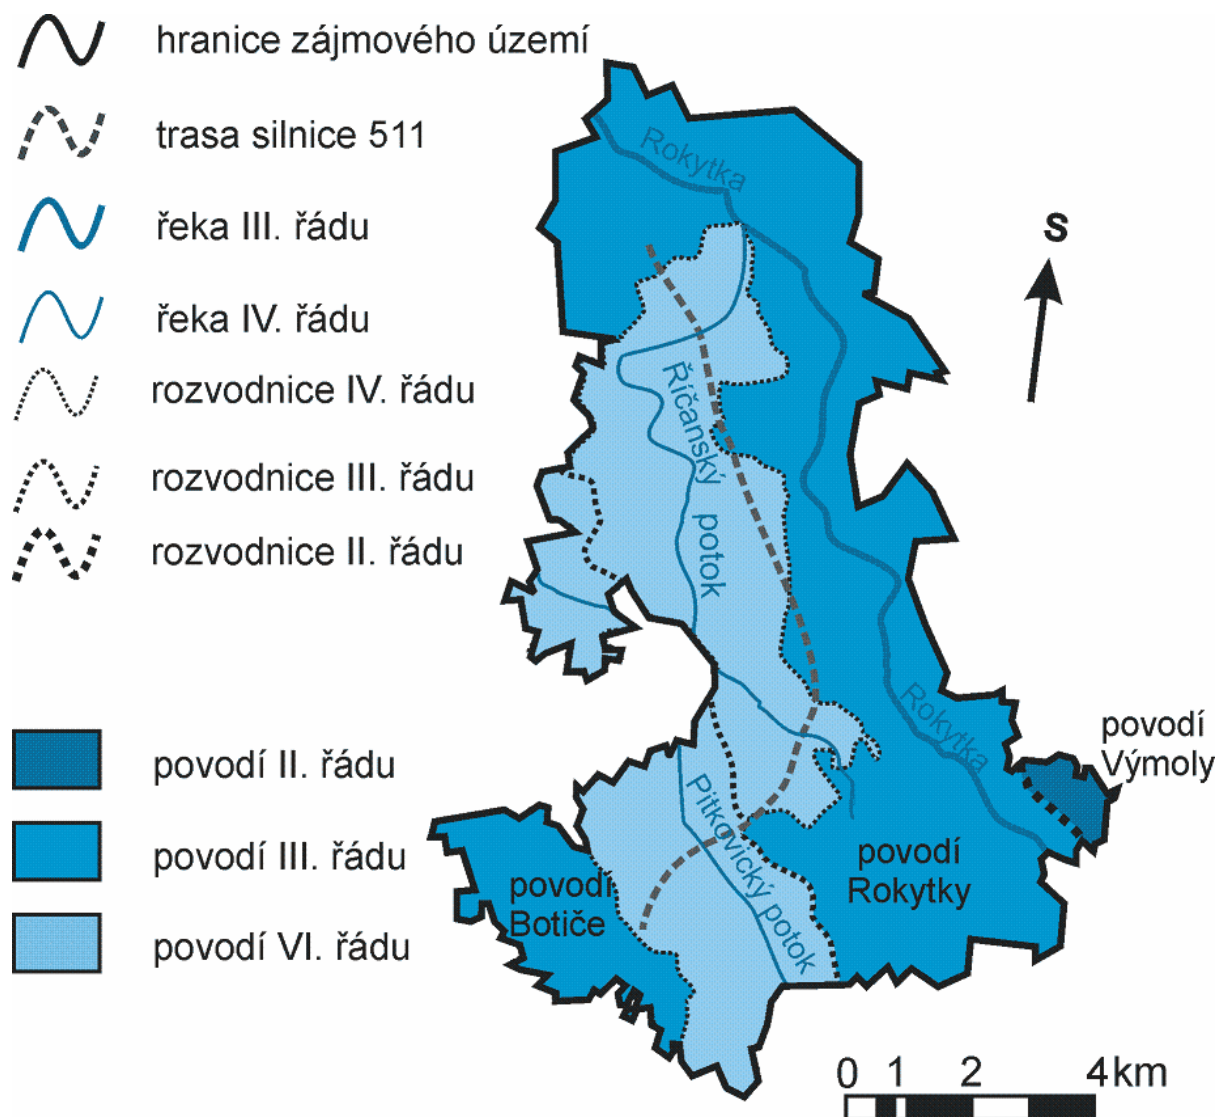 hranice zájmového území
trasa silnice 511
řeka III. řádu
řeka IV. řádu
rozvodnice IV. řádu
rozvodnice III. řádu
rozvodnice II. řádu
povodí II. řádu
povodí III. řádu
povodí VI. řádu
Rokytka
S
Říčanský potok
Rokytka
povodí
Výmoly
Pitkovický potok
povodí
Rokytky
povodí
Botiče
0 1 2 4 km